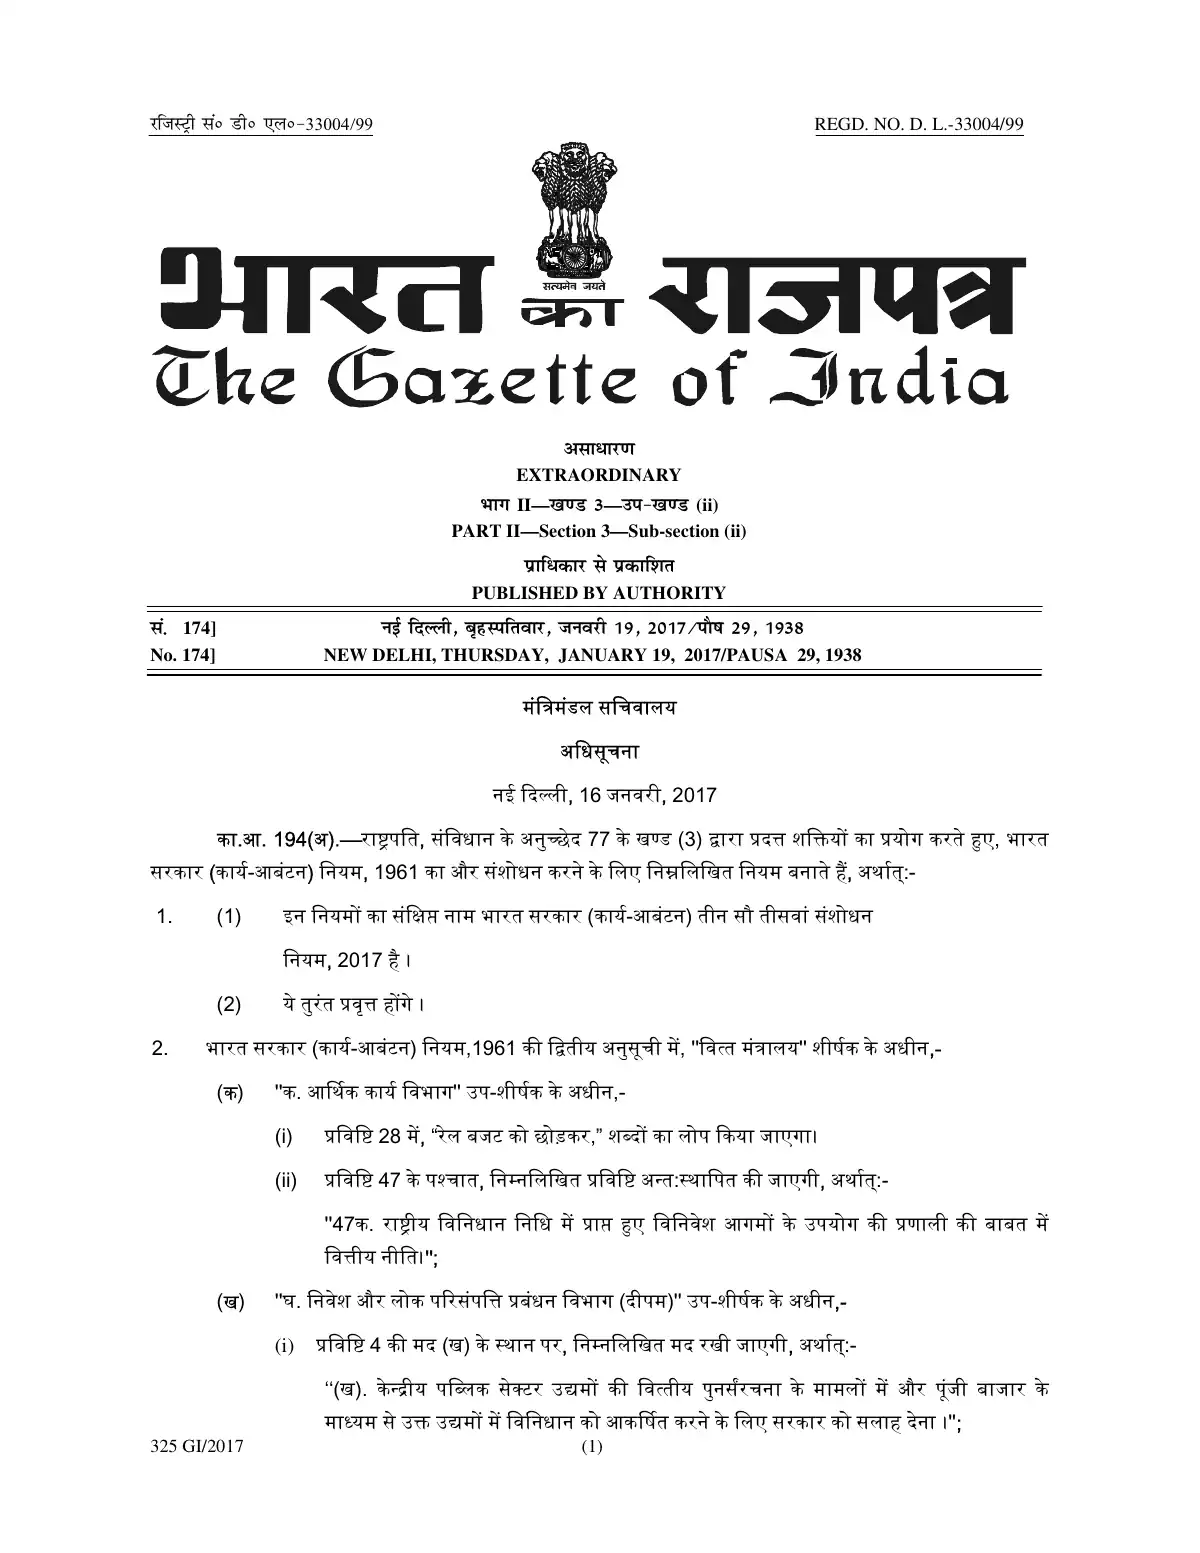 रजिस्ट्री सं० डी० एल०-33004/99 REGD. NO. D. L.-33004/99
सत्यमेव जयते
भारत का राजपत्र
The Gazette of India
असाधारण
EXTRAORDINARY
भाग II—खण्ड 3—उप-खण्ड (ii)
PART II—Section 3—Sub-section (ii)
प्राधिकार से प्रकाशित
PUBLISHED BY AUTHORITY
सं. 174] नई दिल्ली, बृहस्पतिवार, जनवरी 19, 2017/पौष 29, 1938
No. 174] NEW DELHI, THURSDAY, JANUARY 19, 2017/PAUSA 29, 1938
मंत्रिमंडल सचिवालय
अधिसूचना
नई दिल्ली, 16 जनवरी, 2017
का.आ. 194(अ).—राष्ट्रपति, संविधान के अनुच्छेद 77 के खण्ड (3) द्वारा प्रदत्त शक्तियों का प्रयोग करते हुए, भारत
सरकार (कार्य-आबंटन) नियम, 1961 का और संशोधन करने के लिए निम्नलिखित नियम बनाते हैं, अर्थात्:-
1. (1) इन नियमों का संक्षिप्त नाम भारत सरकार (कार्य-आबंटन) तीन सौ तीसवां संशोधन
नियम, 2017 है ।
(2) ये तुरंत प्रवृत्त होंगे ।
2. भारत सरकार (कार्य-आबंटन) नियम,1961 की द्वितीय अनुसूची में, "वित्त मंत्रालय" शीर्षक के अधीन,-
(क) "क. आर्थिक कार्य विभाग" उप-शीर्षक के अधीन,-
(i) प्रविष्टि 28 में, “रेल बजट को छोड़कर,” शब्दों का लोप किया जाएगा।
(ii) प्रविष्टि 47 के पश्चात, निम्नलिखित प्रविष्टि अन्त:स्थापित की जाएगी, अर्थात्:-
"47क. राष्ट्रीय विनिधान निधि में प्राप्त हुए विनिवेश आगमों के उपयोग की प्रणाली की बाबत में
वित्तीय नीति।";
(ख) "घ. निवेश और लोक परिसंपत्ति प्रबंधन विभाग (दीपम)" उप-शीर्षक के अधीन,-
(i) प्रविष्टि 4 की मद (ख) के स्थान पर, निम्नलिखित मद रखी जाएगी, अर्थात्:-
‘‘(ख). केन्द्रीय पब्लिक सेक्टर उद्यमों की वित्तीय पुनर्संरचना के मामलों में और पूंजी बाजार के
माध्यम से उक्त उद्यमों में विनिधान को आकर्षित करने के लिए सरकार को सलाह देना ।";
325 GI/2017 (1)